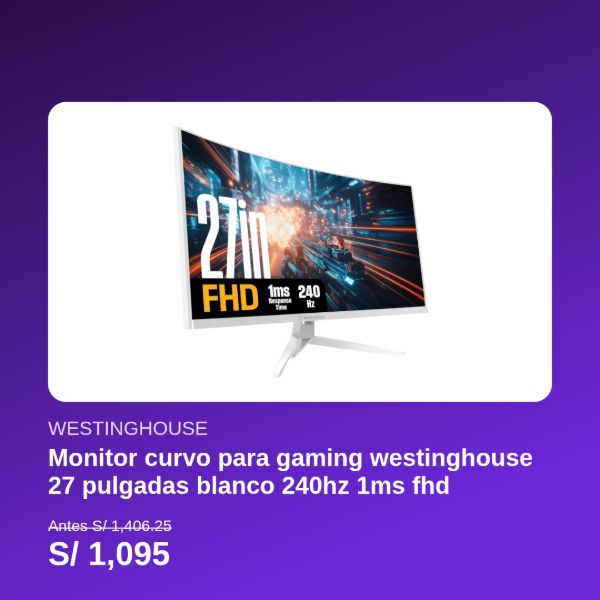 27in
FHD
1ms
Response
Time
240
Hz
WESTINGHOUSE
Monitor curvo para gaming westinghouse
27 pulgadas blanco 240hz 1ms fhd
Antes S/ 1,406.25
S/ 1,095